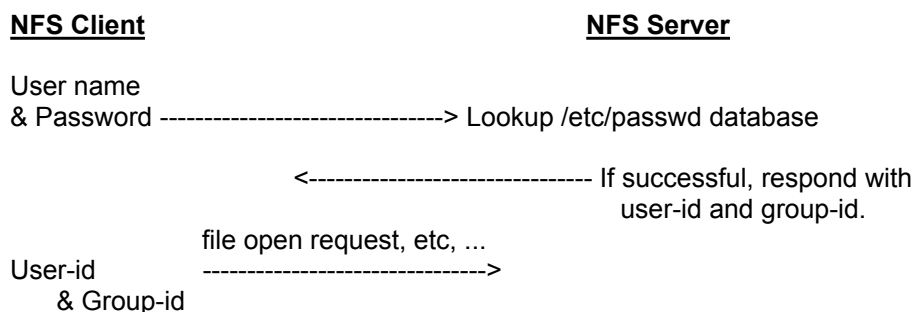 NFS Client NFS Server
User name
& Password --------------------------------> Lookup /etc/passwd database
<-------------------------------- If successful, respond with
user-id and group-id.
file open request, etc, ...
User-id -------------------------------->
& Group-id